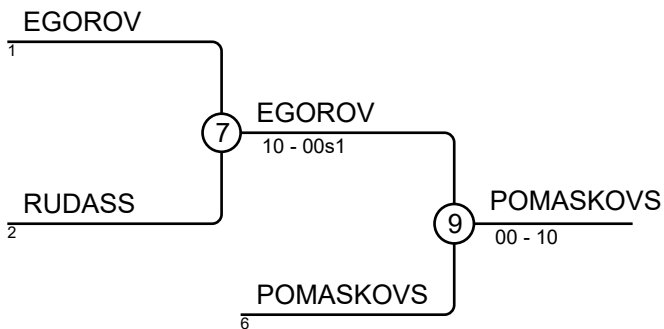 EGOROV
1
7
EGOROV
10 - 00s1
RUDASS
2
9
POMASKOVS
00 - 10
POMASKOVS
6